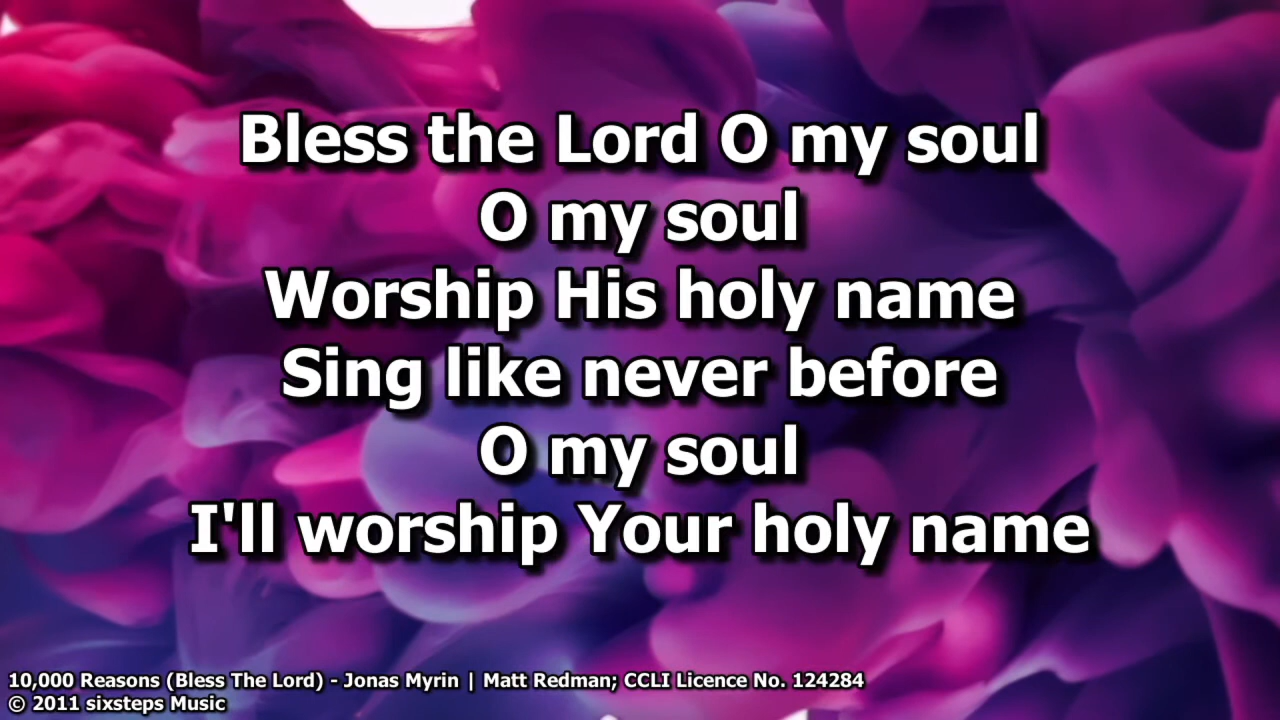 Bless the Lord O my soul
O my soul
Worship His holy name
Sing like never before
O my soul
I'll worship Your holy name
10,000 Reasons (Bless The Lord) - Jonas Myrin | Matt Redman; CCLI Licence No. 124284
© 2011 sixsteps Music